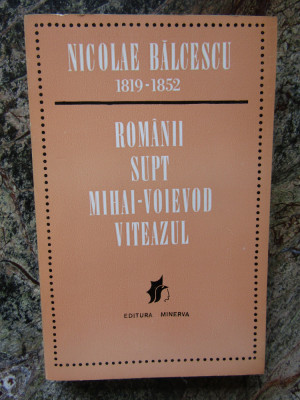 NICOLAE BĂLCESCU
1819-1852
ROMÂNII
SUPT
MIHAI-VOIEVOD
VITEAZUL
EDITURA MINERVA